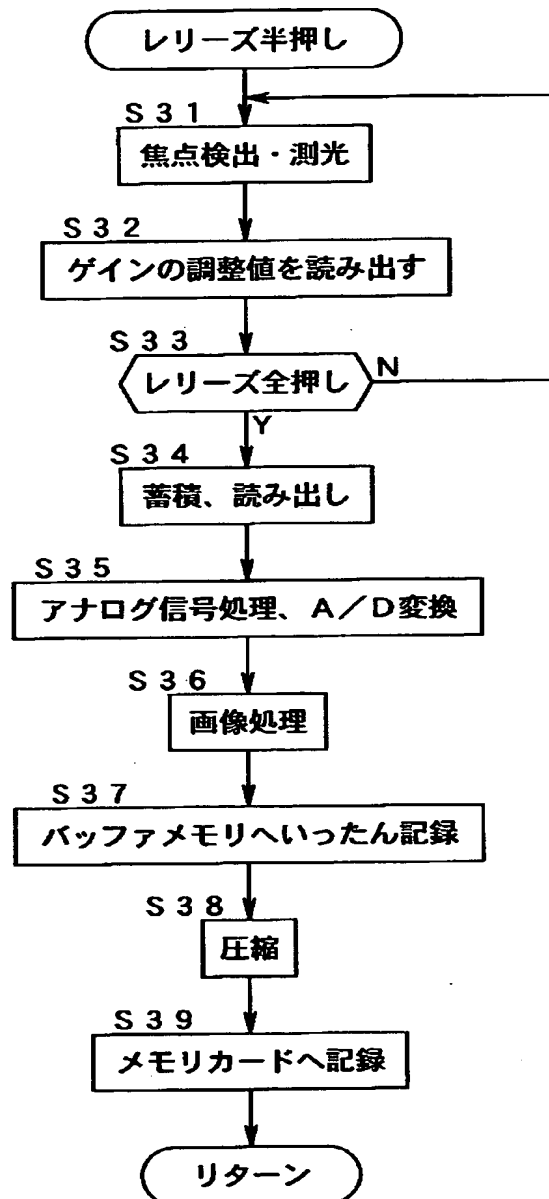 レリーズ半押し
S31
焦点検出・測光
S32
ゲインの調整値を読み出す
S33
レリーズ全押し
N
Y
S34
蓄積、読み出し
S35
アナログ信号処理、A/D変換
S36
画像処理
S37
バッファメモリへいったん記録
S38
圧縮
S39
メモリカードへ記録
リターン